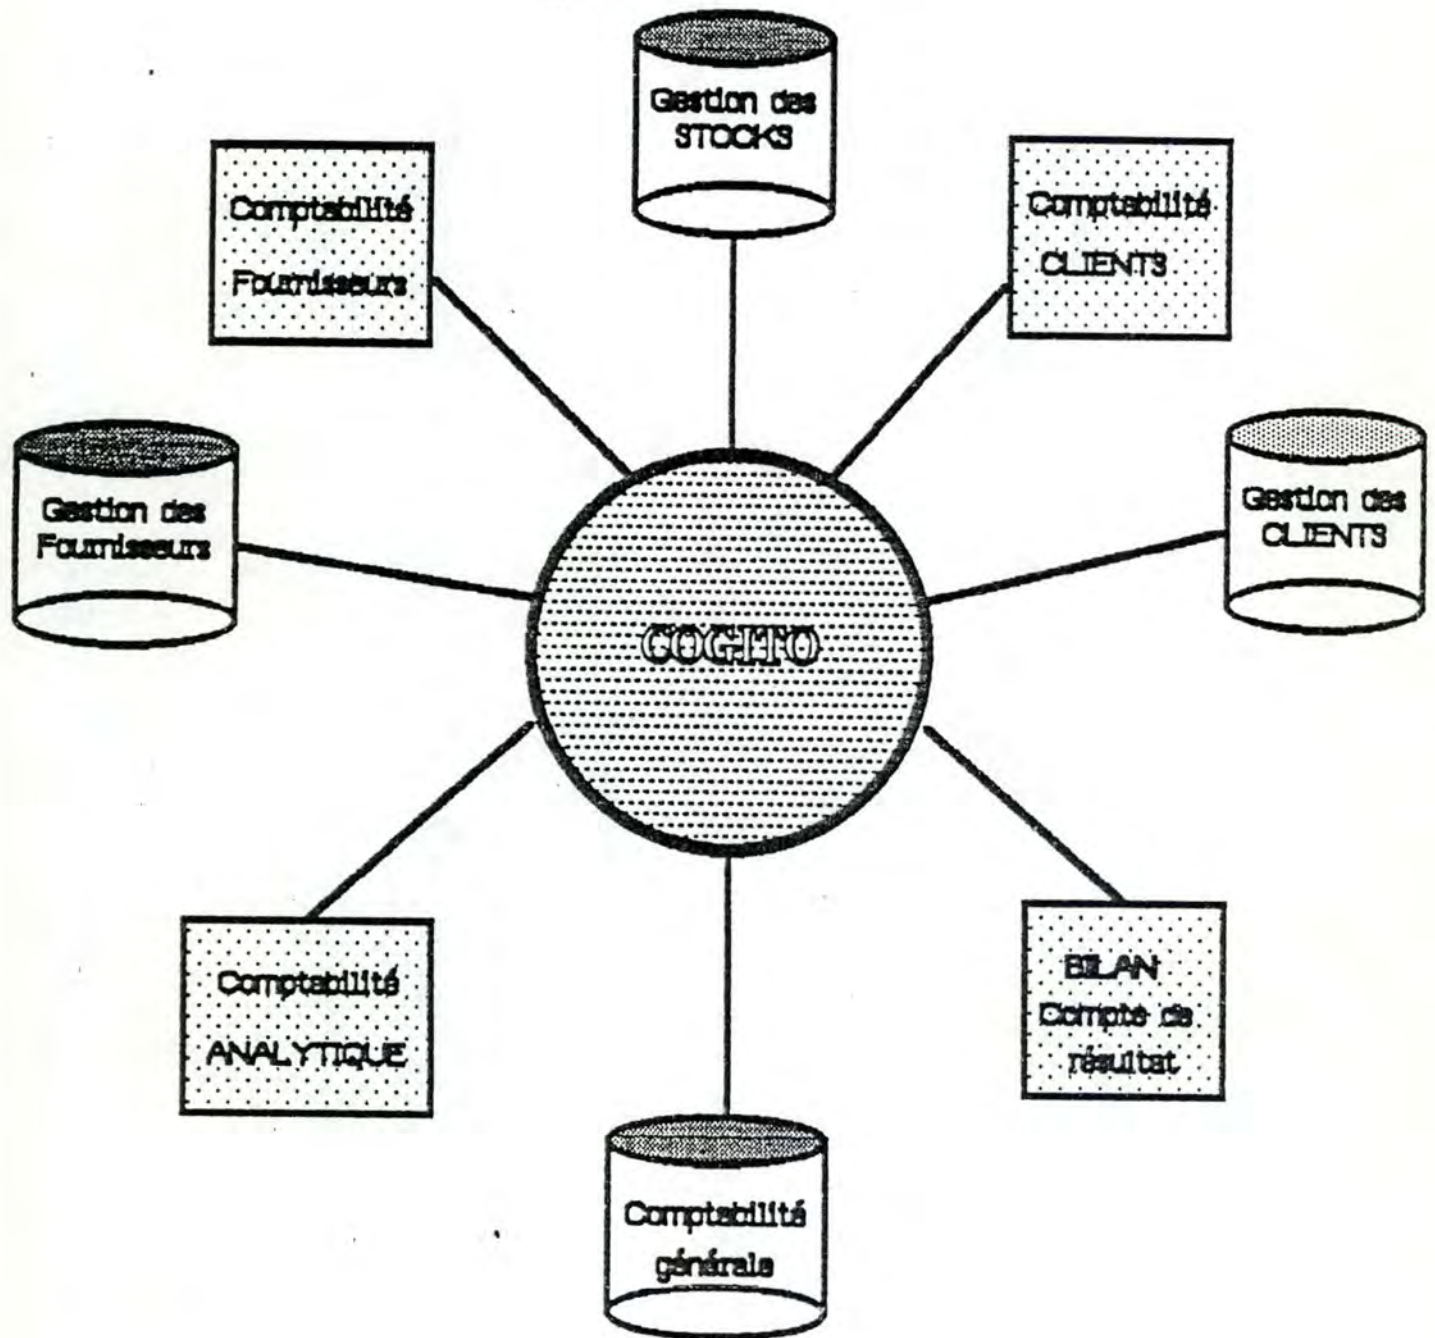 Gestion des
STOCKS
Comptabilité
Fournisseurs
Comptabilité
CLIENTS
Gestion des
Fournisseurs
Gestion des
CLIENTS
COGITO
Comptabilité
ANALYTIQUE
BILAN
Compte de
résultat
Comptabilité
générale